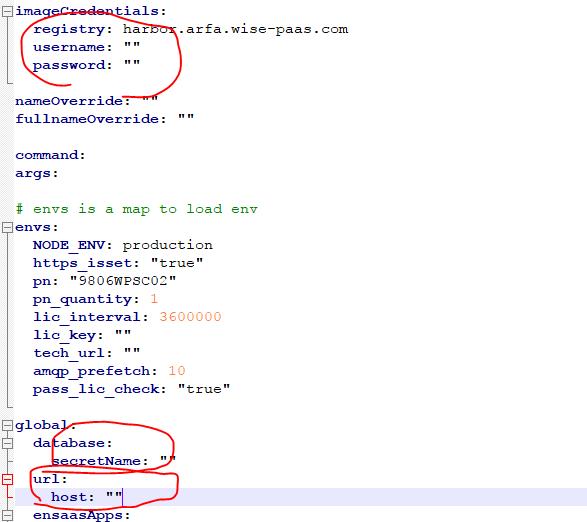 imageCredentials:
registry: harbor.arfa.wise-paas.com
username: ""
password: ""
nameOverride: ""
fullnameOverride: ""
command:
args:
# envs is a map to load env
envs:
NODE_ENV: production
https_isset: "true"
pn: "9806WPSC02"
pn_quantity: 1
lic_interval: 3600000
lic_key: ""
tech_url: ""
amqp_prefetch: 10
pass_lic_check: "true"
global:
database:
secretName: ""
url:
host: ""
ensaasApps: